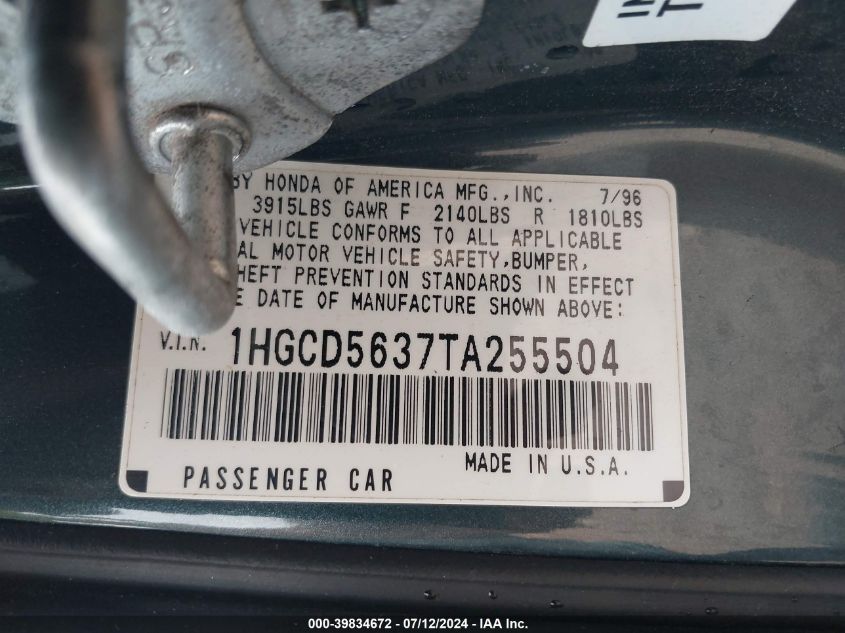 BY HONDA OF AMERICA MFG.,INC. 7/96
3915LBS GAWR F 2140LBS R 1810LBS
VEHICLE CONFORMS TO ALL APPLICABLE
AL MOTOR VEHICLE SAFETY,BUMPER,
HEFT PREVENTION STANDARDS IN EFFECT
E DATE OF MANUFACTURE SHOWN ABOVE:
V.I.N. 1HGCD5637TA255504
PASSENGER CAR MADE IN U.S.A.
000-39834672 - 07/12/2024 - IAA Inc.